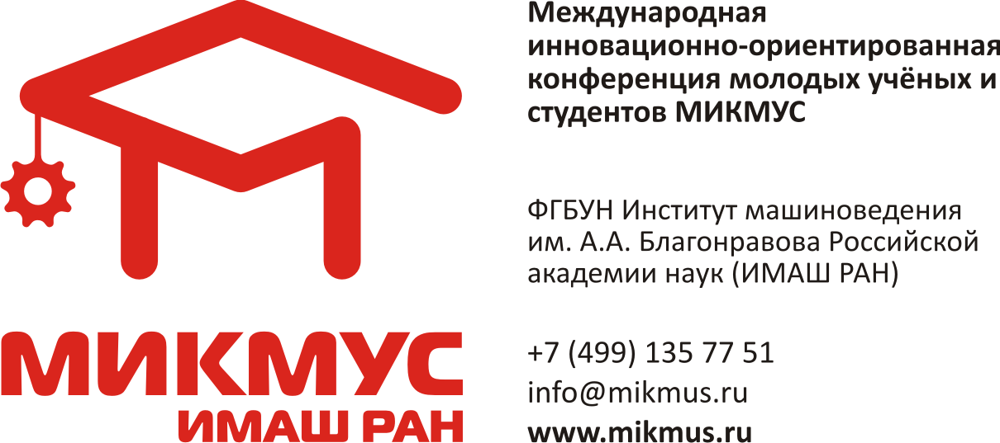 МИКМУС
ИМАШ РАН
Международная
инновационно-ориентированная
конференция молодых учёных и
студентов МИКМУС
ФГБУН Институт машиноведения
им. А.А. Благонравова Российской
академии наук (ИМАШ РАН)
+7 (499) 135 77 51
info@mikmus.ru
www.mikmus.ru